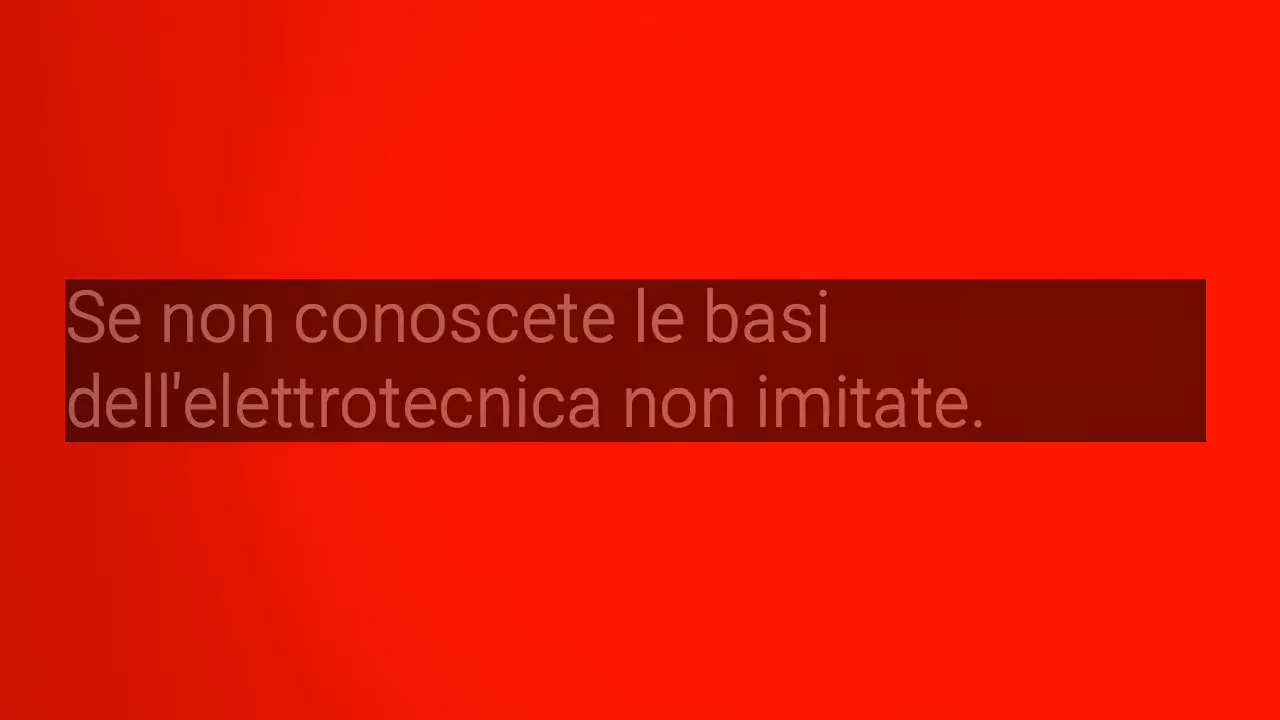 Se non conoscete le basi
dell'elettrotecnica non imitate.